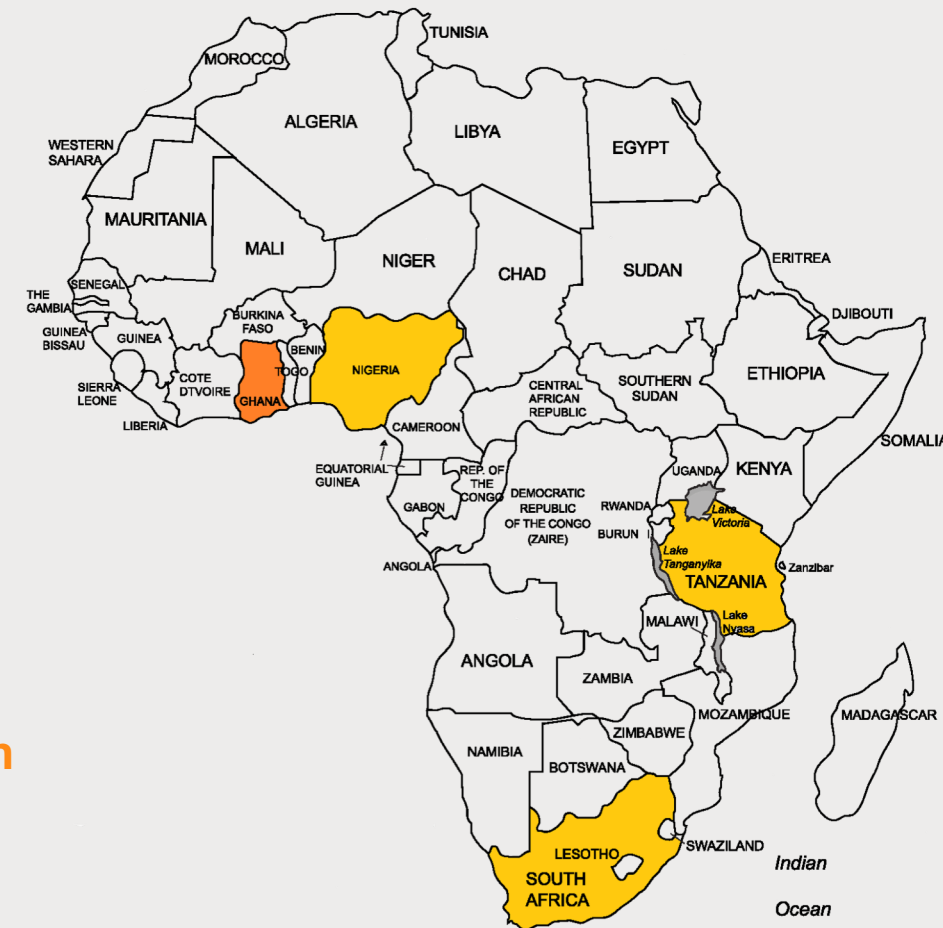 TUNISIA
MOROCCO
ALGERIA
LIBYA
EGYPT
WESTERN
SAHARA
MAURITANIA
MALI
NIGER
CHAD
SUDAN
ERITREA
SENEGAL
THE
GAMBIA
DJIBOUTI
BURKINA
FASO
GUINEA
BISSAU
GUINEA
BENIN
TOGO
NIGERIA
COTE
DTVOIRE
GHANA
SIERRA
LEONE
LIBERIA
CENTRAL
AFRICAN
REPUBLIC
SOUTHERN
SUDAN
ETHIOPIA
CAMEROON
SOMALIA
EQUATORIAL
GUINEA
REP. OF
THE
CONGO
GABON
DEMOCRATIC
REPUBLIC
OF THE CONGO
(ZAIRE)
UGANDA
KENYA
RWANDA
BURUN I
Lake
Victoria
Lake
Tanganyika
TANZANIA
Zanzibar
ANGOLA
Lake
Nyasa
MALAWI
ANGOLA
ZAMBIA
MOZAMBIQUE
MADAGASCAR
ZIMBABWE
NAMIBIA
BOTSWANA
n
SWAZILAND
LESOTHO
SOUTH
AFRICA
Indian
Ocean